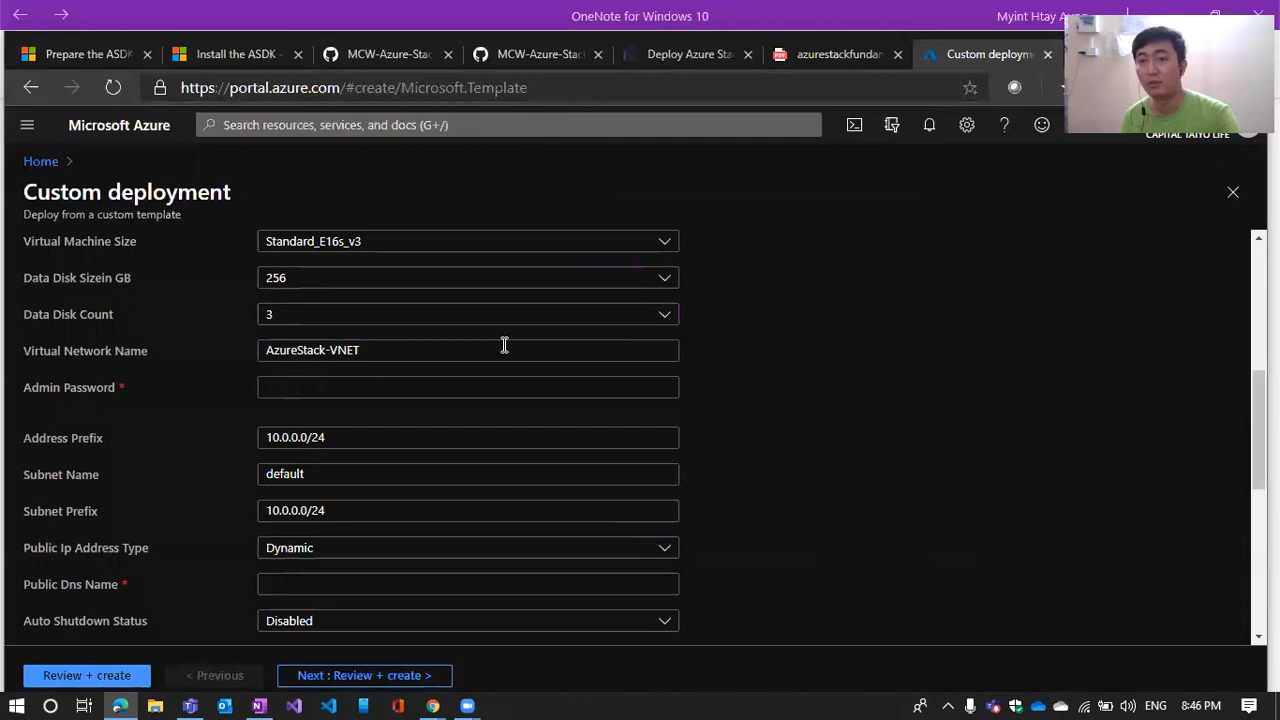 OneNote for Windows 10
Myint Htay
Prepare the ASDK
Install the ASDK -
MCW-Azure-Sta
MCW-Azure-Stac
Deploy Azure Sta
azurestackfundar
Custom deploym
https://portal.azure.com/#create/Microsoft.Template
Microsoft Azure
Search resources, services, and docs (G+/)
CAPITAL TAIYO LIFE
Home
Custom deployment
Deploy from a custom template
Virtual Machine Size
Standard_E16s_v3
Data Disk Sizein GB
256
Data Disk Count
3
Virtual Network Name
AzureStack-VNET
Admin Password *
Address Prefix
10.0.0.0/24
Subnet Name
default
Subnet Prefix
10.0.0.0/24
Public Ip Address Type
Dynamic
Public Dns Name *
Auto Shutdown Status
Disabled
Review + create
< Previous
Next : Review + create >
ENG
8:46 PM